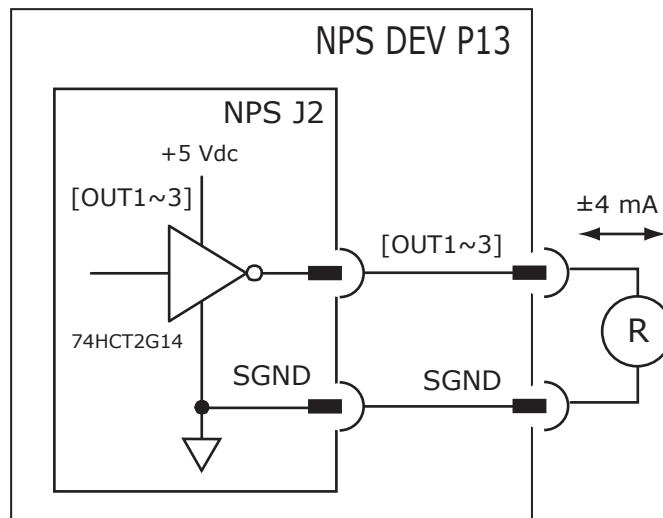 NPS DEV P13
NPS J2
+5 Vdc
[OUT1~3]
±4 mA
[OUT1~3]
74HCT2G14
R
SGND
SGND